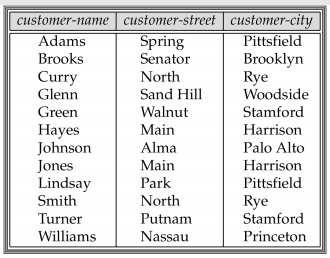 customer-name customer-street customer-city
Adams Spring Pittsfield
Brooks Senator Brooklyn
Curry North Rye
Glenn Sand Hill Woodside
Green Walnut Stamford
Hayes Main Harrison
Johnson Alma Palo Alto
Jones Main Harrison
Lindsay Park Pittsfield
Smith North Rye
Turner Putnam Stamford
Williams Nassau Princeton